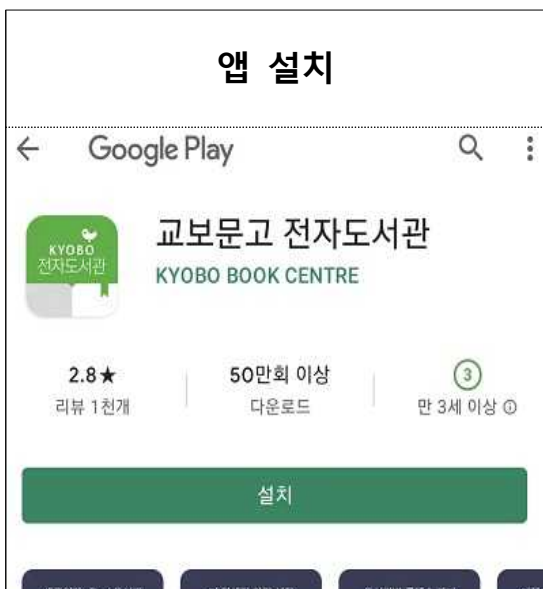 앱 설치
Google Play
교보문고 전자도서관
KYOBO BOOK CENTRE
KYOBO
전자도서관
2.8★ 50만회 이상 3
리뷰 1천개 다운로드 만 3세 이상
설치